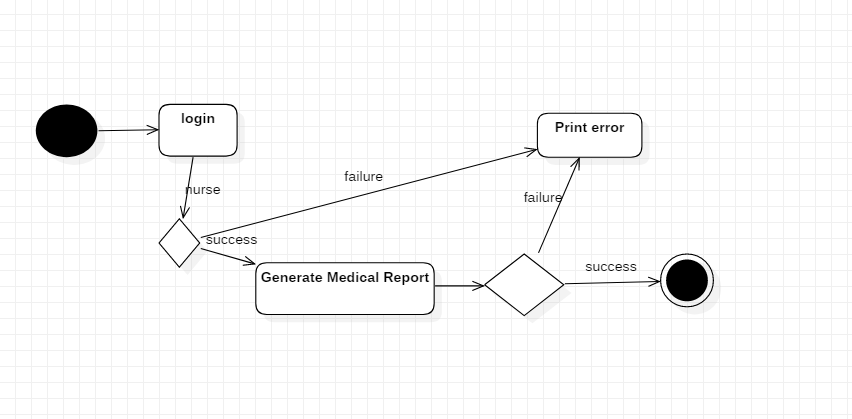 login
Print error
failure
nurse
failure
success
success
Generate Medical Report